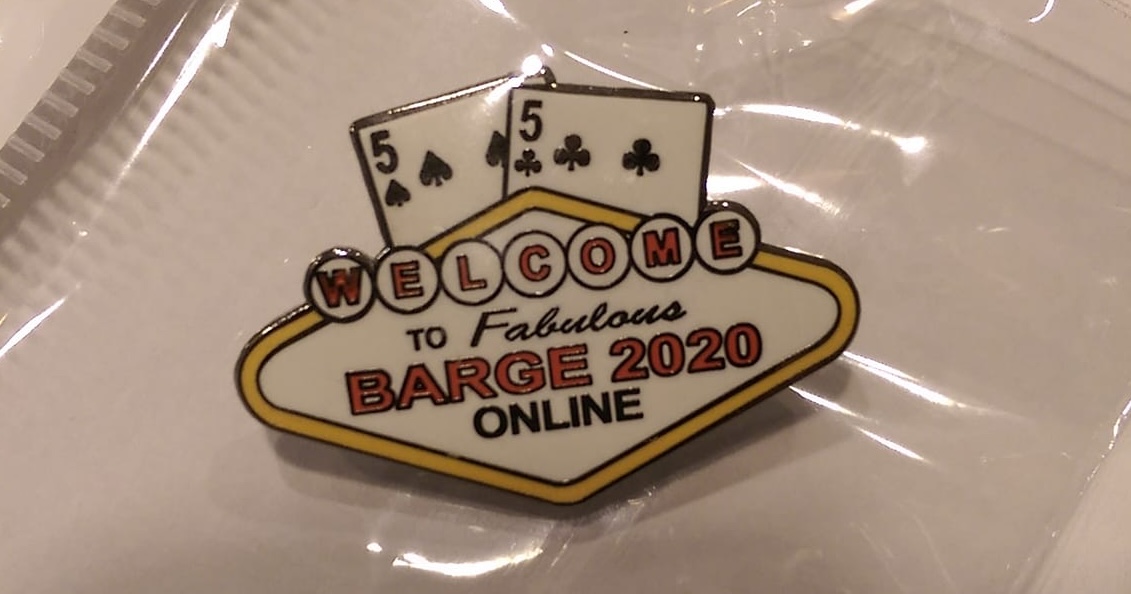 5 5
WELCOME
TO Fabulous
BARGE 2020
ONLINE